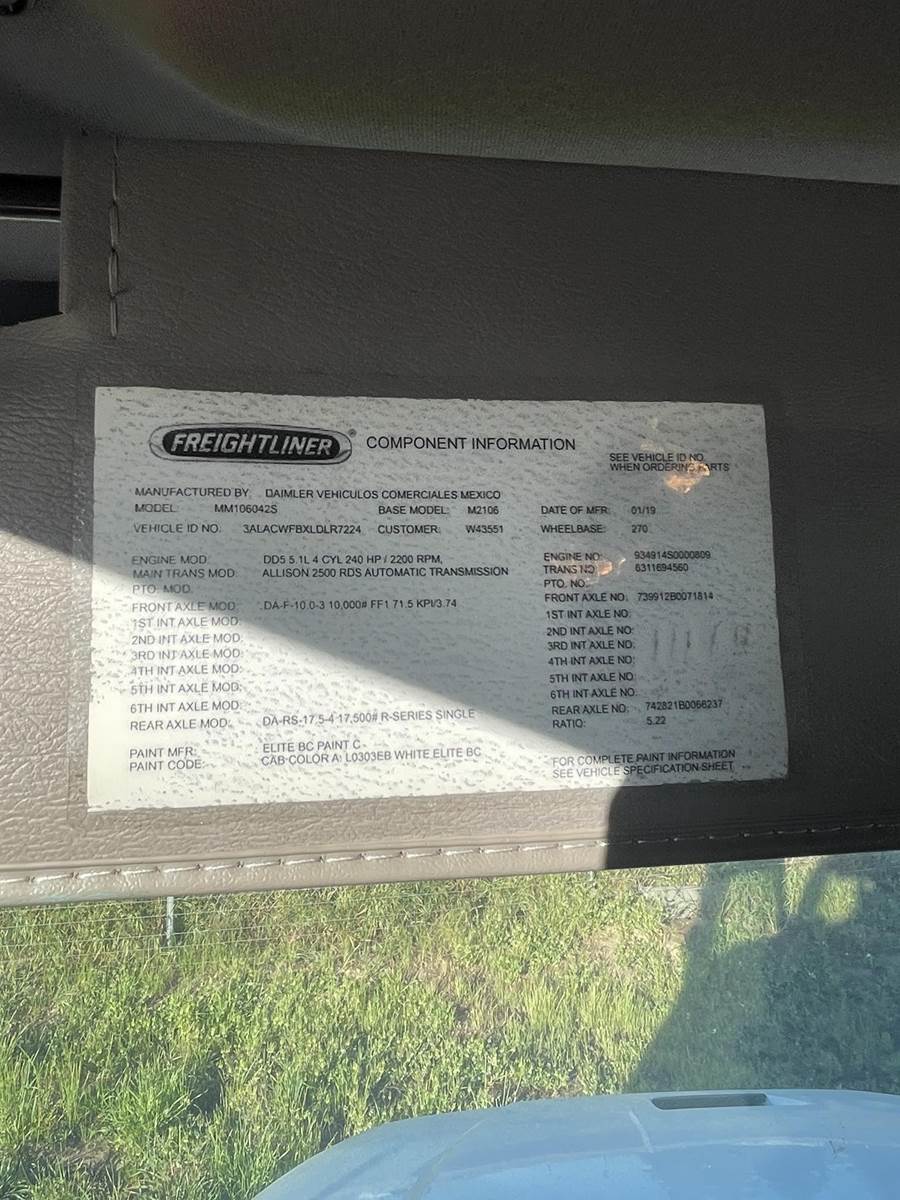 FREIGHTLINER® COMPONENT INFORMATION
SEE VEHICLE ID NO.
WHEN ORDERING PARTS
MANUFACTURED BY: DAIMLER VEHICULOS COMERCIALES MEXICO
MODEL: MM106042S BASE MODEL: M2106 DATE OF MFR: 01/19
VEHICLE ID NO. 3ALACWFBXLDLR7224 CUSTOMER: W43551 WHEELBASE: 270
ENGINE MOD: DD5 5.1L 4 CYL 240 HP / 2200 RPM, ENGINE NO: 934914S0000809
MAIN TRANS MOD: ALLISON 2500 RDS AUTOMATIC TRANSMISSION TRANS NO: 6311694560
PTO. MOD. PTO. NO.
FRONT AXLE MOD: DA-F-10.0-3 10,000# FF1 71.5 KPI/3.74 FRONT AXLE NO: 739912B0071814
1ST INT AXLE MOD: 1ST INT AXLE NO:
2ND INT AXLE MOD: 2ND INT AXLE NO:
3RD INT AXLE MOD: 3RD INT AXLE NO:
4TH INT AXLE MOD: 4TH INT AXLE NO:
5TH INT AXLE MOD: 5TH INT AXLE NO:
6TH INT AXLE MOD: 6TH INT AXLE NO.
REAR AXLE MOD: DA-RS-17.5-4 17,500# R-SERIES SINGLE REAR AXLE NO: 742821B0066237
RATIO: 5.22
PAINT MFR: ELITE BC PAINT C
PAINT CODE: CAB COLOR A: L0303EB WHITE ELITE BC
FOR COMPLETE PAINT INFORMATION
SEE VEHICLE SPECIFICATION SHEET